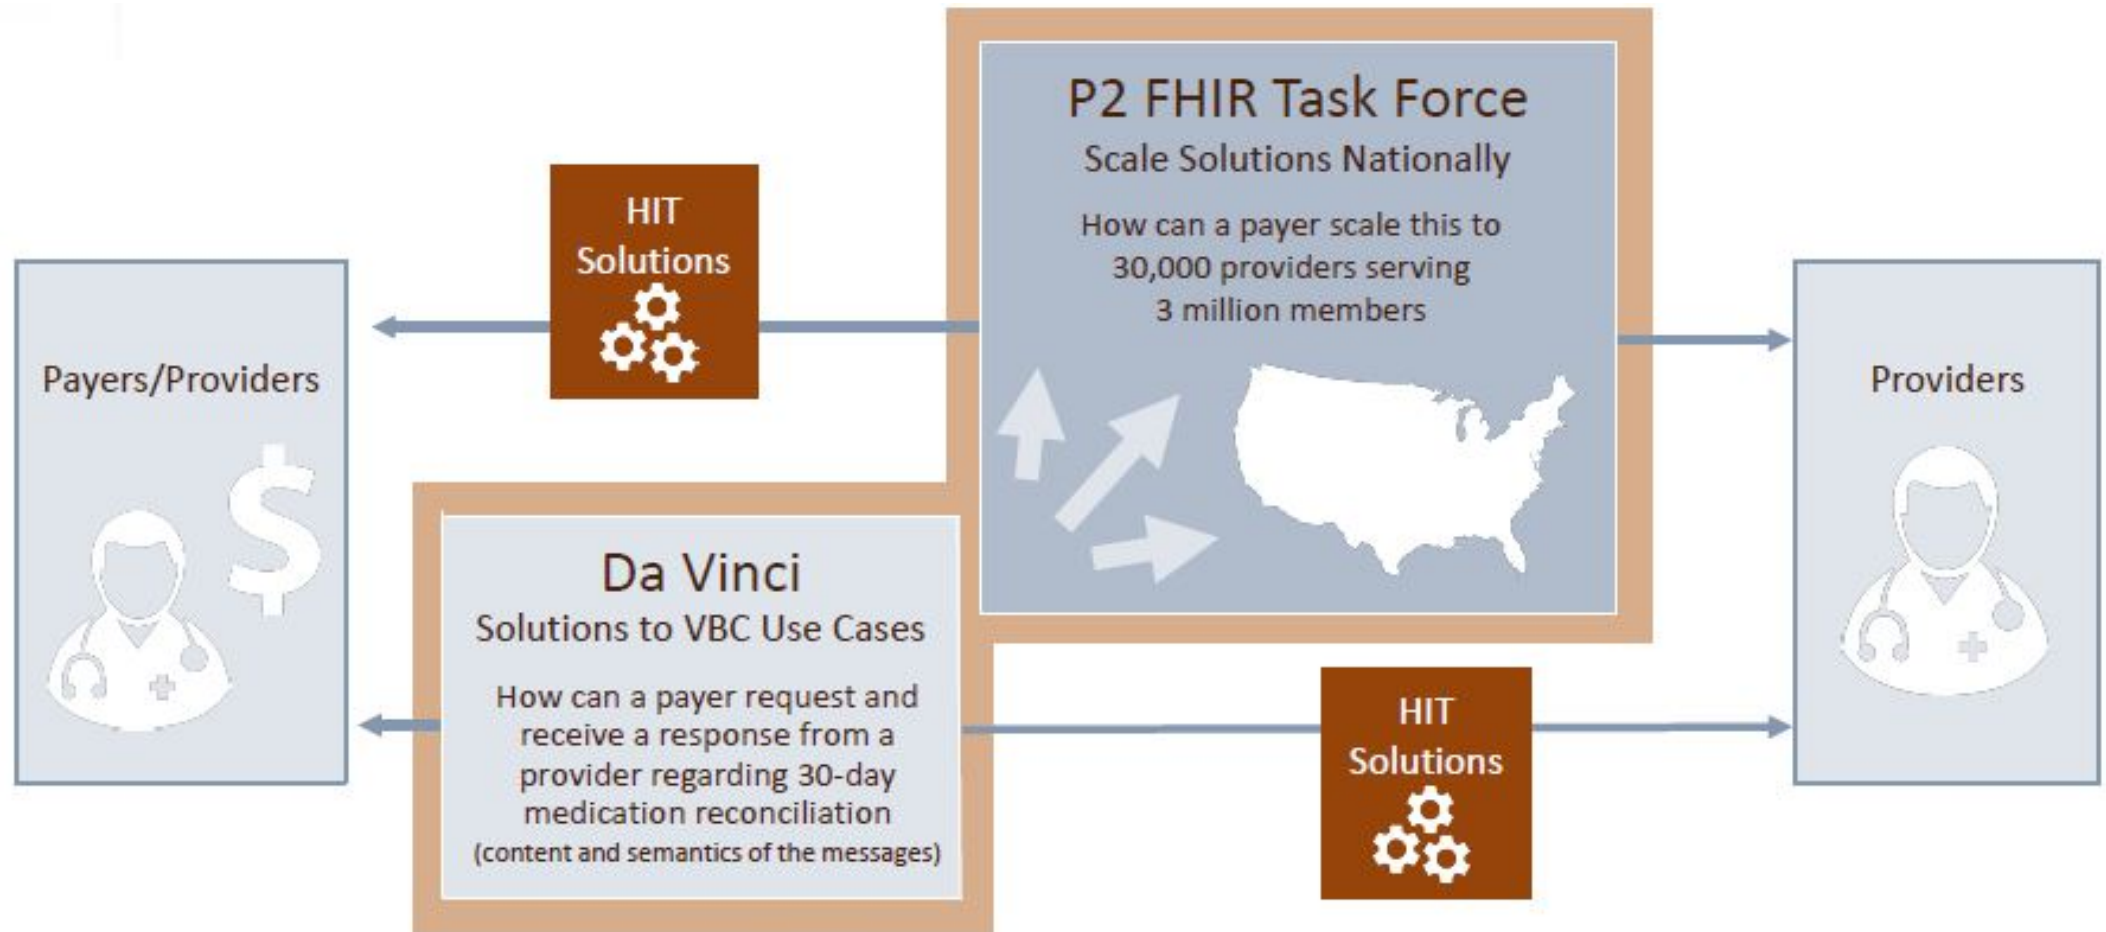 P2 FHIR Task Force
Scale Solutions Nationally
How can a payer scale this to
30,000 providers serving
3 million members
HIT
Solutions
Payers/Providers
$
Providers
Da Vinci
Solutions to VBC Use Cases
How can a payer request and
receive a response from a
provider regarding 30-day
medication reconciliation
(content and semantics of the messages)
HIT
Solutions